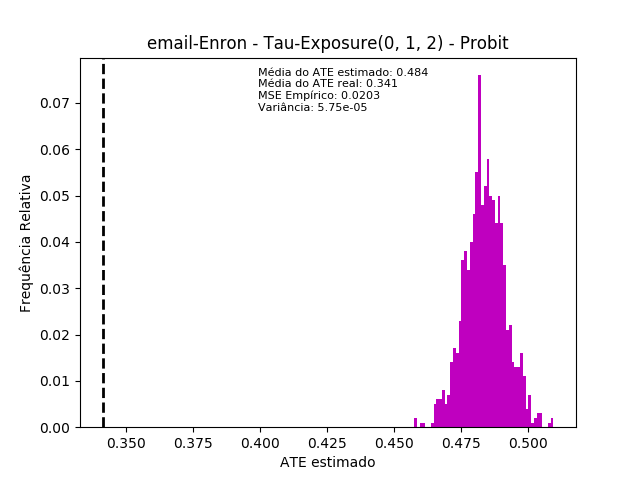 email-Enron - Tau-Exposure(0, 1, 2) - Probit
Média do ATE estimado: 0.484
Média do ATE real: 0.341
MSE Empírico: 0.0203
Variância: 5.75e-05
Frequência Relativa
0.07
0.06
0.05
0.04
0.03
0.02
0.01
0.00
0.350
0.375
0.400
0.425
0.450
0.475
0.500
ATE estimado